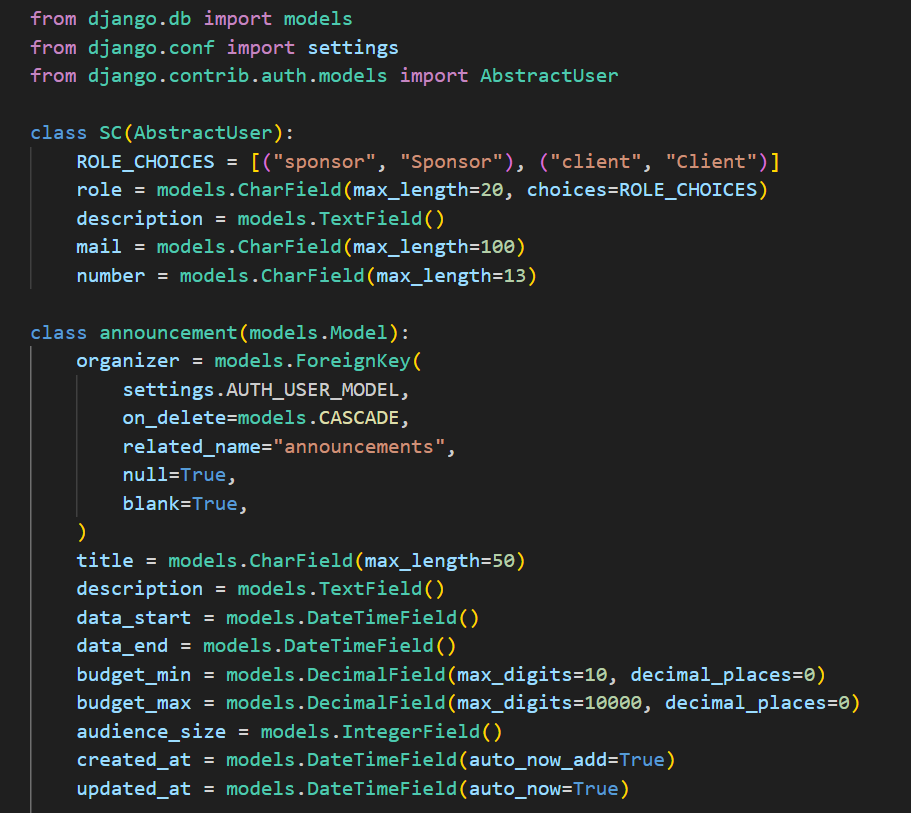 from django.db import models
from django.conf import settings
from django.contrib.auth.models import AbstractUser

class SC(AbstractUser):
    ROLE_CHOICES = [("sponsor", "Sponsor"), ("client", "Client")]
    role = models.CharField(max_length=20, choices=ROLE_CHOICES)
    description = models.TextField()
    mail = models.CharField(max_length=100)
    number = models.CharField(max_length=13)

class announcement(models.Model):
    organizer = models.ForeignKey(
        settings.AUTH_USER_MODEL,
        on_delete=models.CASCADE,
        related_name="announcements",
        null=True,
        blank=True,
    )
    title = models.CharField(max_length=50)
    description = models.TextField()
    data_start = models.DateTimeField()
    data_end = models.DateTimeField()
    budget_min = models.DecimalField(max_digits=10, decimal_places=0)
    budget_max = models.DecimalField(max_digits=10000, decimal_places=0)
    audience_size = models.IntegerField()
    created_at = models.DateTimeField(auto_now_add=True)
    updated_at = models.DateTimeField(auto_now=True)